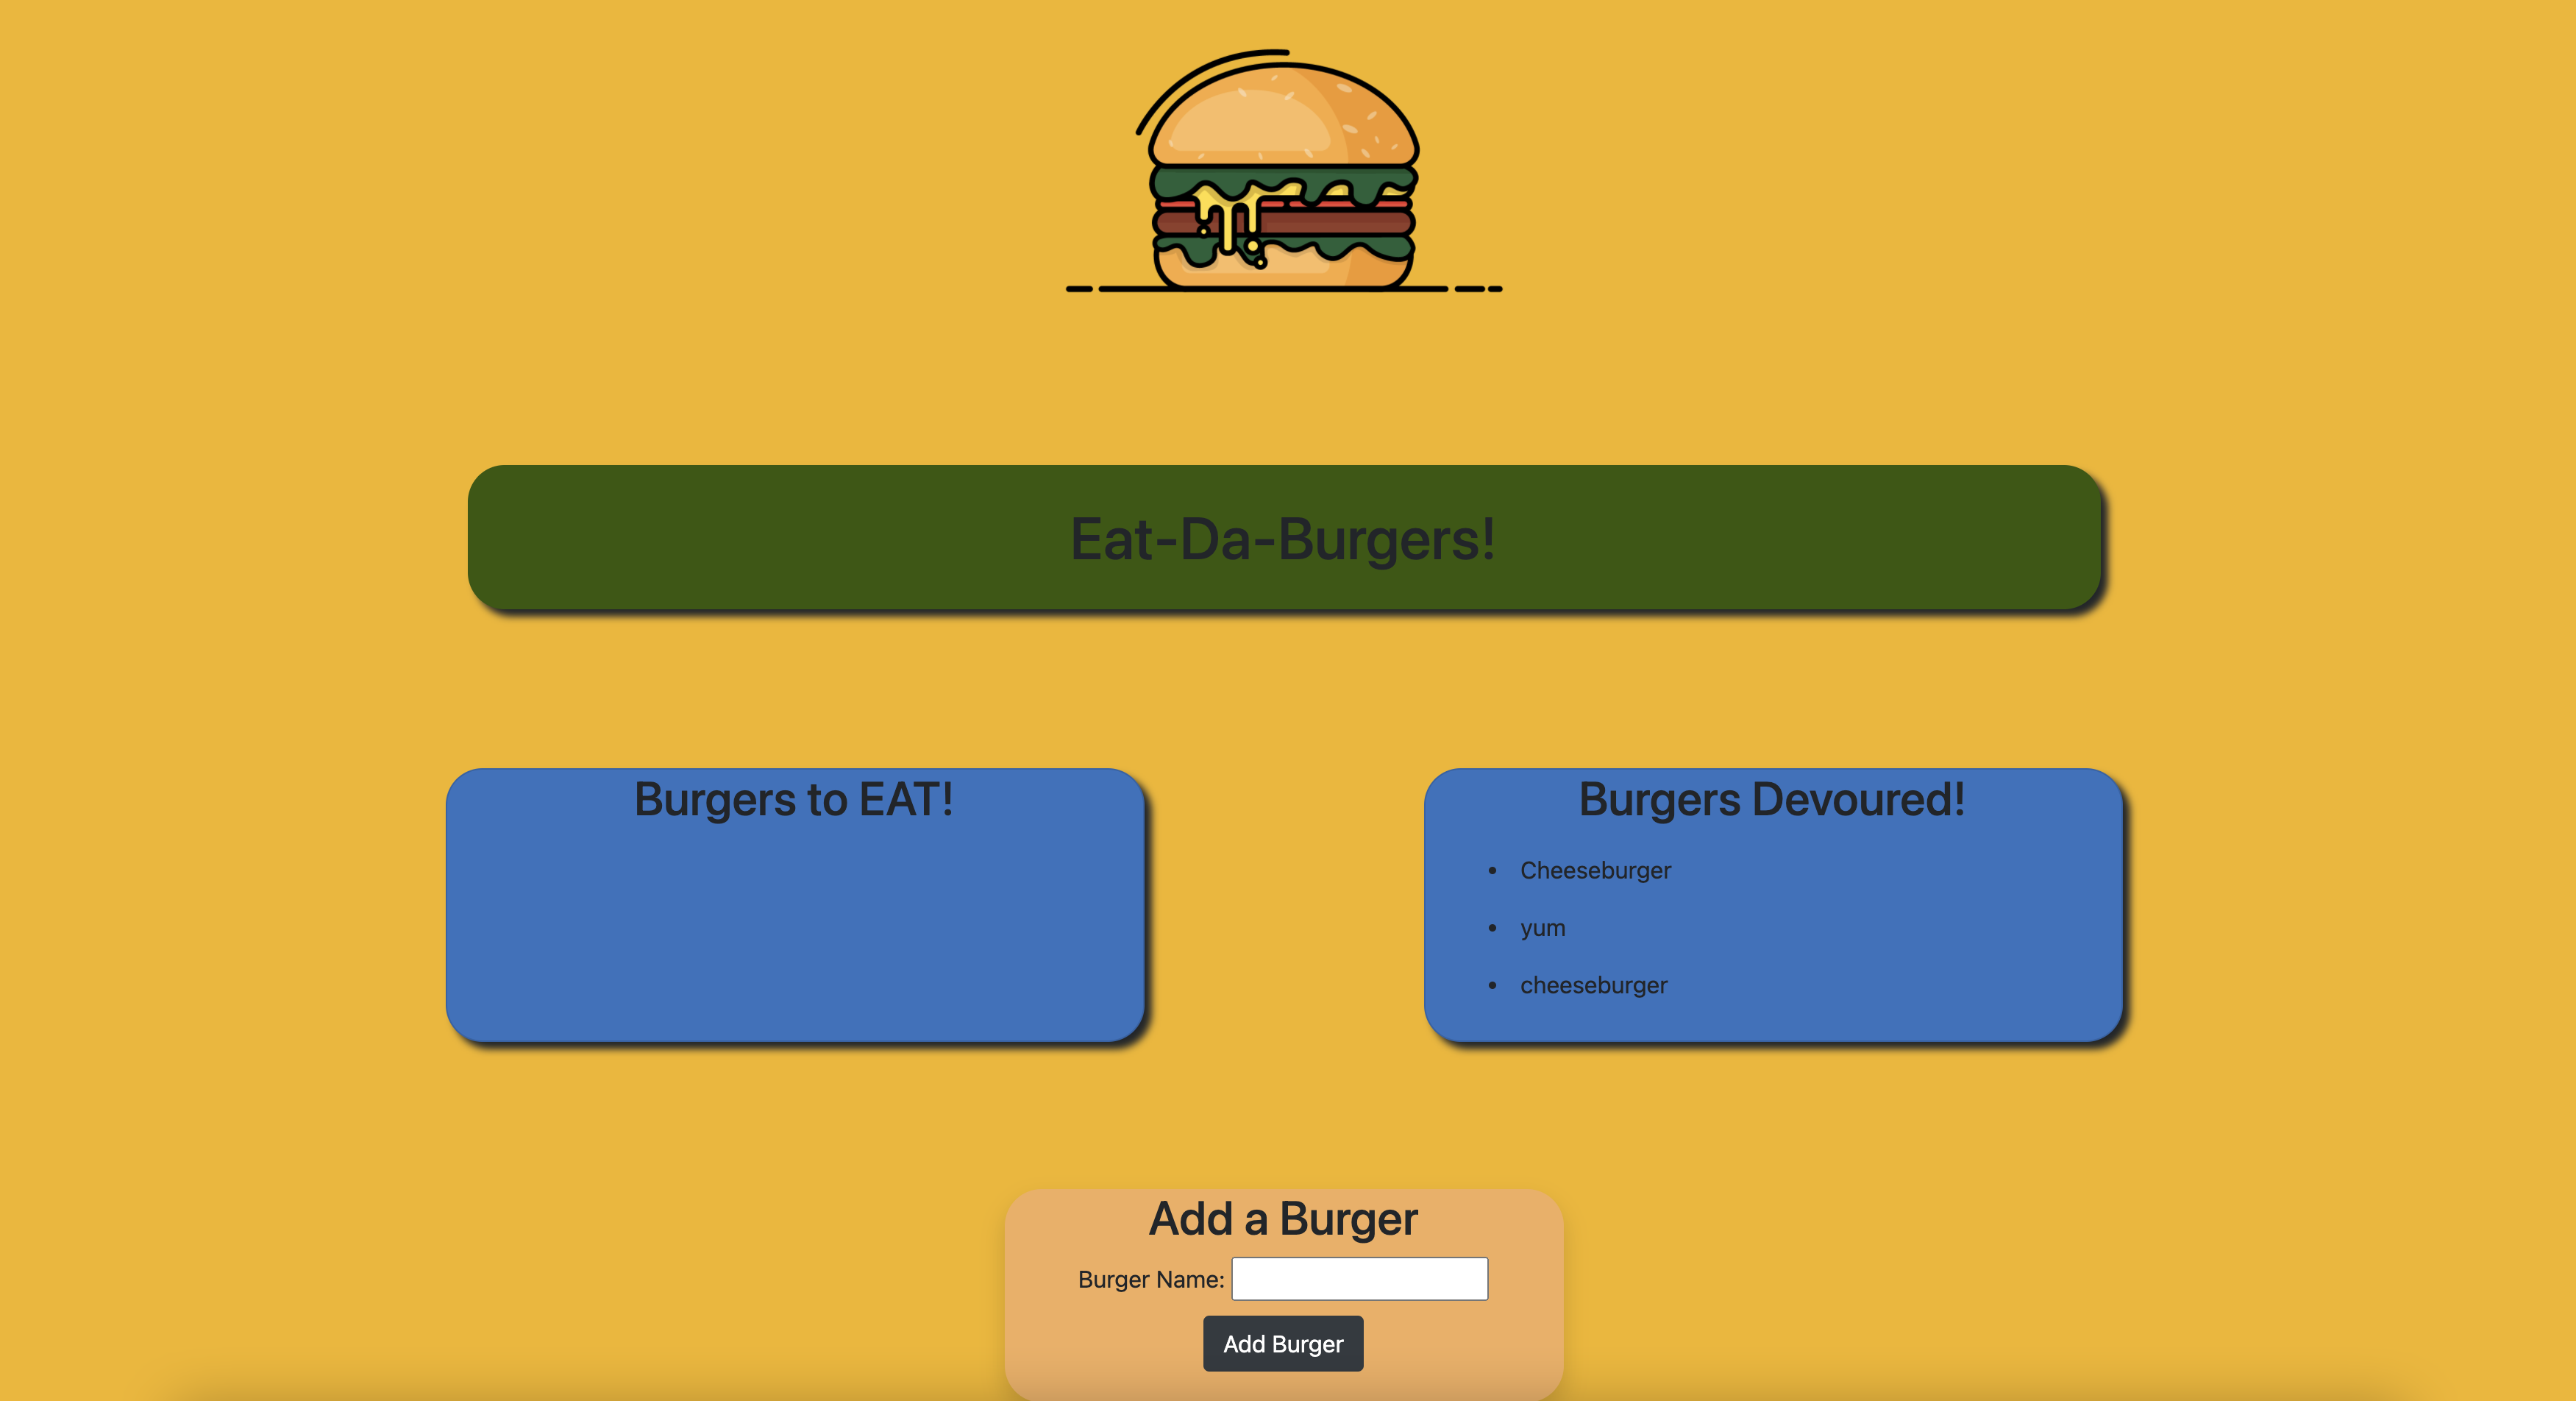 Eat-Da-Burgers!
Burgers to EAT!
Burgers Devoured!
Cheeseburger
yum
cheeseburger
Add a Burger
Burger Name:
Add Burger